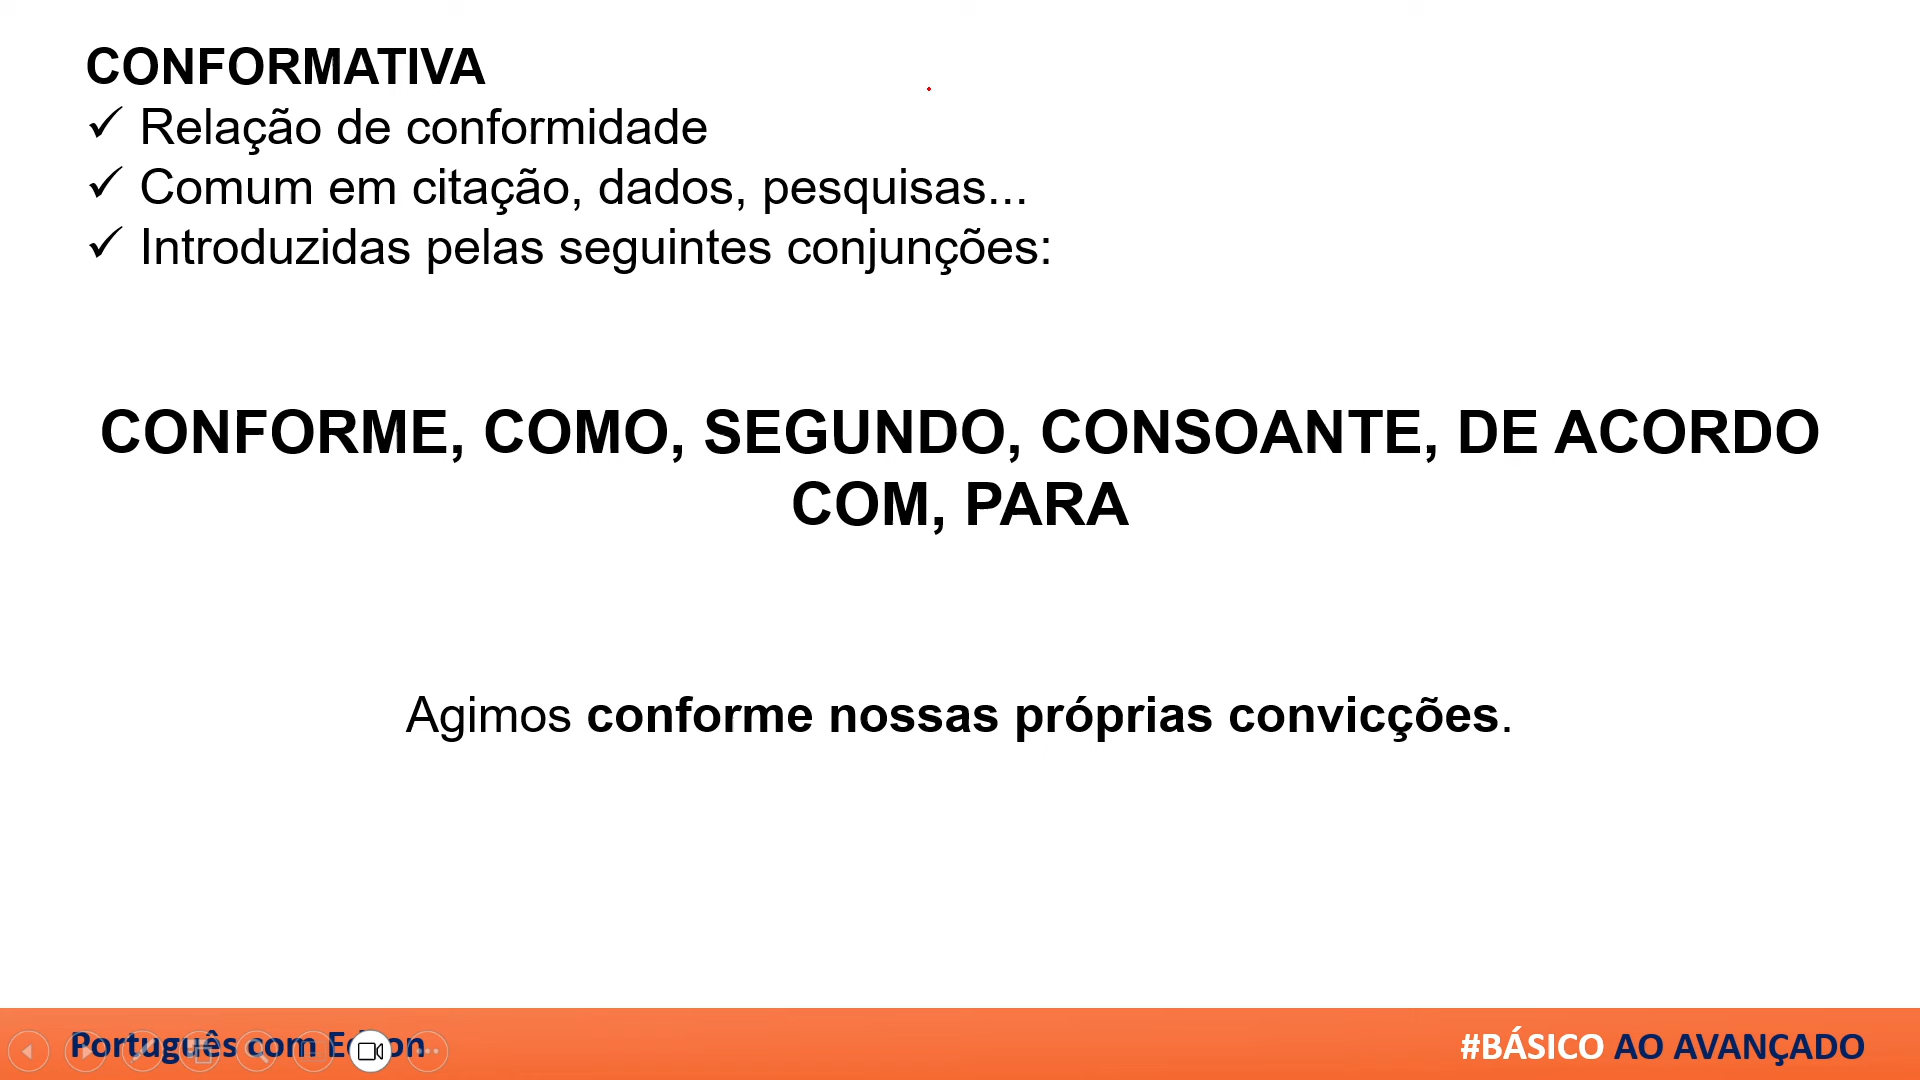 CONFORMATIVA
✓ Relação de conformidade
✓ Comum em citação, dados, pesquisas...
✓ Introduzidas pelas seguintes conjunções:
CONFORME, COMO, SEGUNDO, CONSOANTE, DE ACORDO
COM, PARA
Agimos conforme nossas próprias convicções.
Português com
#BÁSICO AO AVANÇADO